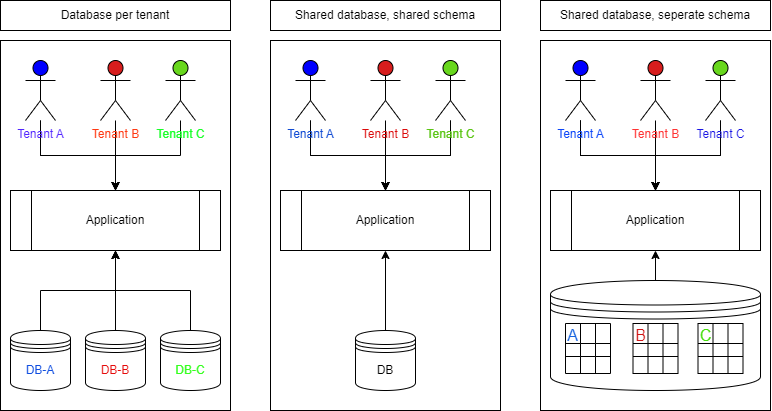 Database per tenant
Shared database, shared schema
Shared database, seperate schema
Tenant A
Tenant B
Tenant C
Tenant A
Tenant B
Tenant C
Tenant A
Tenant B
Tenant C
Application
Application
Application
DB-A
DB-B
DB-C
DB
A
B
C